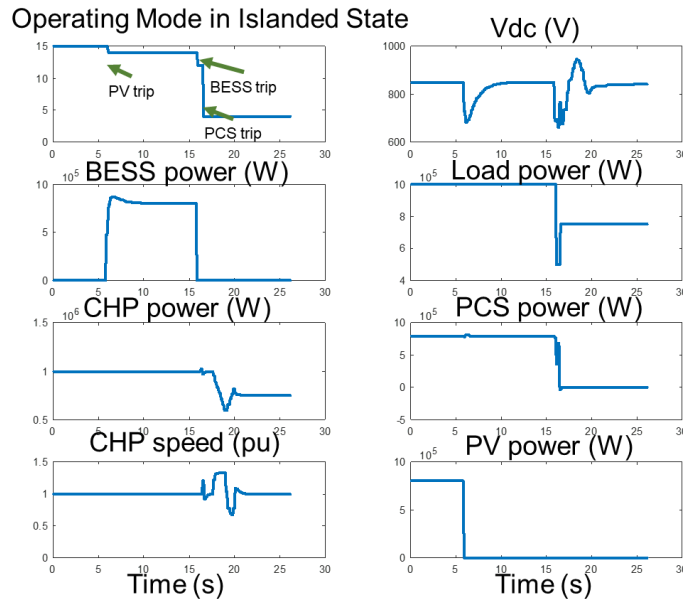 Operating Mode in Islanded State
15
10
5
0
PV trip
BESS trip
PCS trip
0 5 10 15 20 25 30
Vdc (V)
1000
800
600
0 5 10 15 20 25 30
BESS power (W)
10 5
10
5
0
0 5 10 15 20 25 30
Load power (W)
10 5
10
8
6
4
0 5 10 15 20 25 30
CHP power (W)
10 6
1.5
1
0.5
0 5 10 15 20 25 30
PCS power (W)
10 5
10
5
0
-5
0 5 10 15 20 25 30
CHP speed (pu)
1.5
1
0.5
0
0 5 10 15 20 25 30
Time (s)
PV power (W)
10 5
10
5
0
0 5 10 15 20 25 30
Time (s)